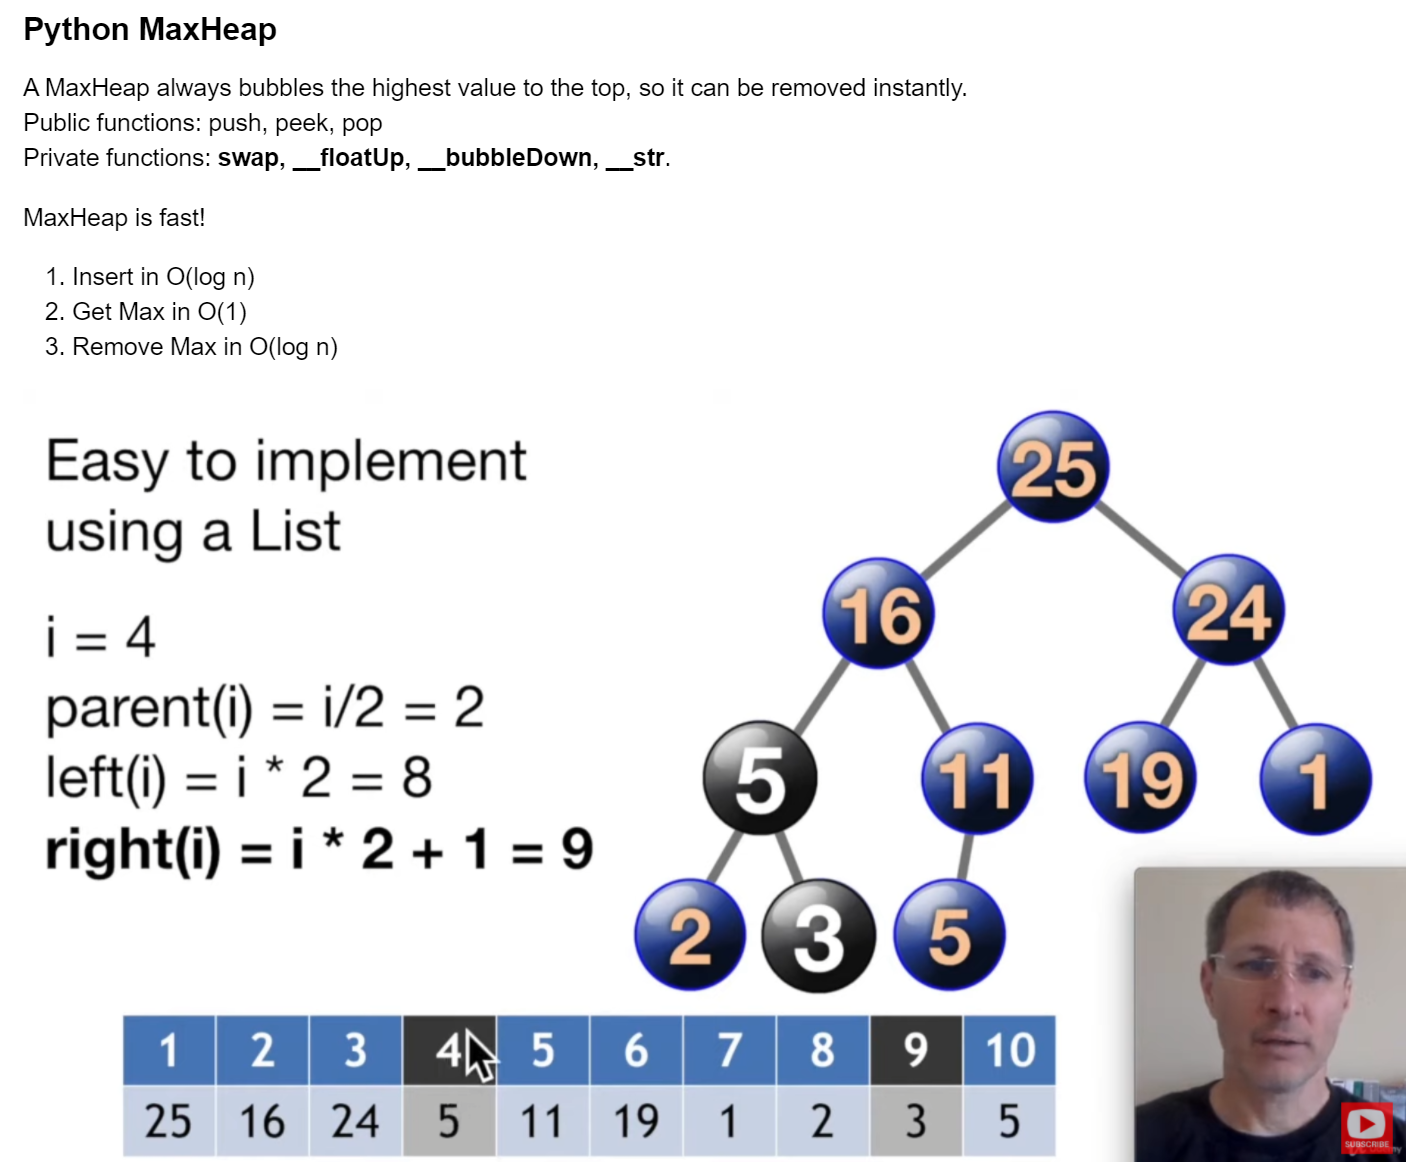 Python MaxHeap
A MaxHeap always bubbles the highest value to the top, so it can be removed instantly.
Public functions: push, peek, pop
Private functions: swap, __floatUp, __bubbleDown, __str.
MaxHeap is fast!
1. Insert in O(log n)
2. Get Max in O(1)
3. Remove Max in O(log n)
Easy to implement
using a List
i = 4
parent(i) = i/2 = 2
left(i) = i * 2 = 8
right(i) = i * 2 + 1 = 9
25
16 24
5 11 19 1
2 3 5
1 2 3 4 5 6 7 8 9 10
25 16 24 5 11 19 1 2 3 5
SUBSCRIBE